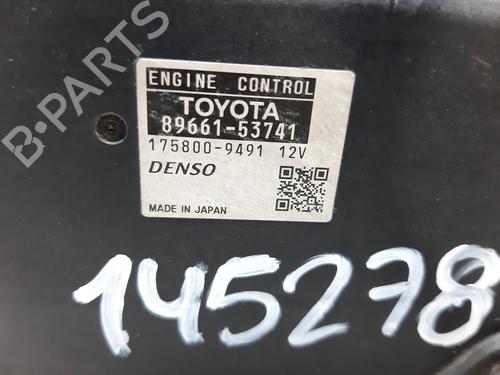 B-PARTS
ENGINE CONTROL
TOYOTA
89661-53741
175800-9491 12V
DENSO
MADE IN JAPAN
145278